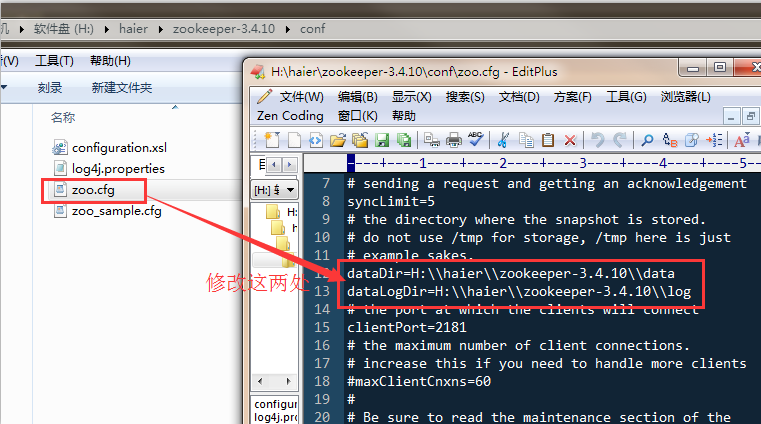 软件盘 (H:) haier zookeeper-3.4.10 conf
(V) 工具(T) 帮助(H)
刻录 新建文件夹
名称
configuration.xsl
log4j.properties
zoo.cfg
zoo_sample.cfg
修改这两处
H:\haier\zookeeper-3.4.10\conf\zoo.cfg - EditPlus
文件(W) 编辑(B) 显示(X) 搜索(S) 文档(D) 方案(F) 工具(G) 浏览器(L)
Zen Coding 窗口(K) 帮助
[H:]
H:
----+----1----+----2----+----3----+----4----+----5--
7 # sending a request and getting an acknowledgement
8 syncLimit=5
9 # the directory where the snapshot is stored.
10 # do not use /tmp for storage, /tmp here is just
11 # example sakes.
12 dataDir=H:\\haier\\zookeeper-3.4.10\\data
13 dataLogDir=H:\\haier\\zookeeper-3.4.10\\log
14 # the port at which the clients will connect
15 clientPort=2181
16 # the maximum number of client connections.
17 # increase this if you need to handle more clients
18 #maxClientCnxns=60
19 #
20 # Be sure to read the maintenance section of the
configur
log4j.pro